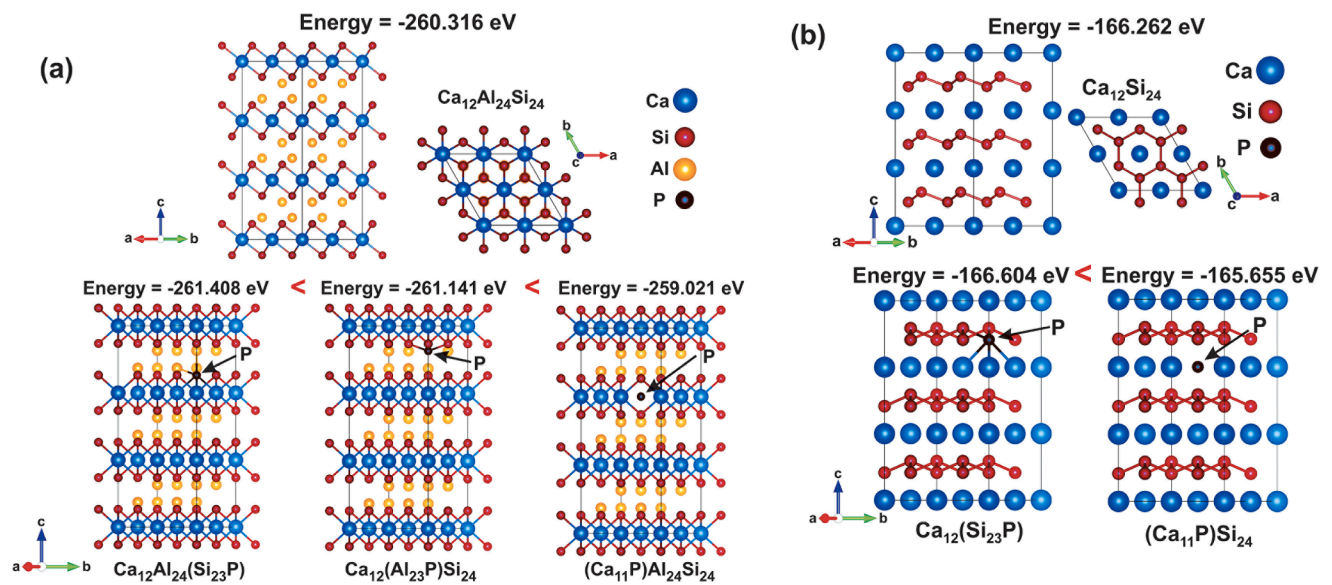 (a)
Energy = -260.316 eV
Ca12Al24Si24
Ca
Si
Al
P
b
c
a
c
a
b
Energy = -261.408 eV < Energy = -261.141 eV < Energy = -259.021 eV
P
P
P
c
a
b
Ca12Al24(Si23P)
Ca12(Al23P)Si24
(Ca11P)Al24Si24
(b)
Energy = -166.262 eV
Ca12Si24
Ca
Si
P
b
c
a
c
a
b
Energy = -166.604 eV < Energy = -165.655 eV
P
P
c
a
b
Ca12(Si23P)
(Ca11P)Si24